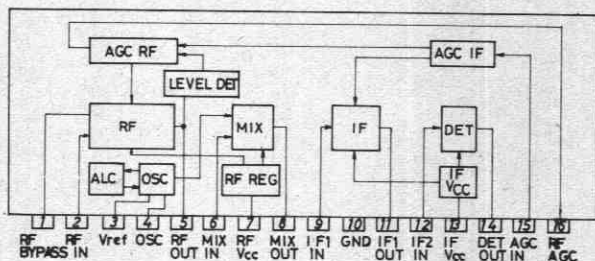 AGC RF
AGC IF
LEVEL DET
RF
MIX
IF
DET
ALC
OSC
RF REG
IF
VCC
1 2 3 4 5 6 7 8 9 10 11 12 13 14 15 16
RF RF Vref OSC RF MIX RF MIX IF1 GND IF1 IF2 IF DET AGC RF
BYPASS IN OUT IN Vcc OUT IN OUT IN Vcc OUT IN AGC